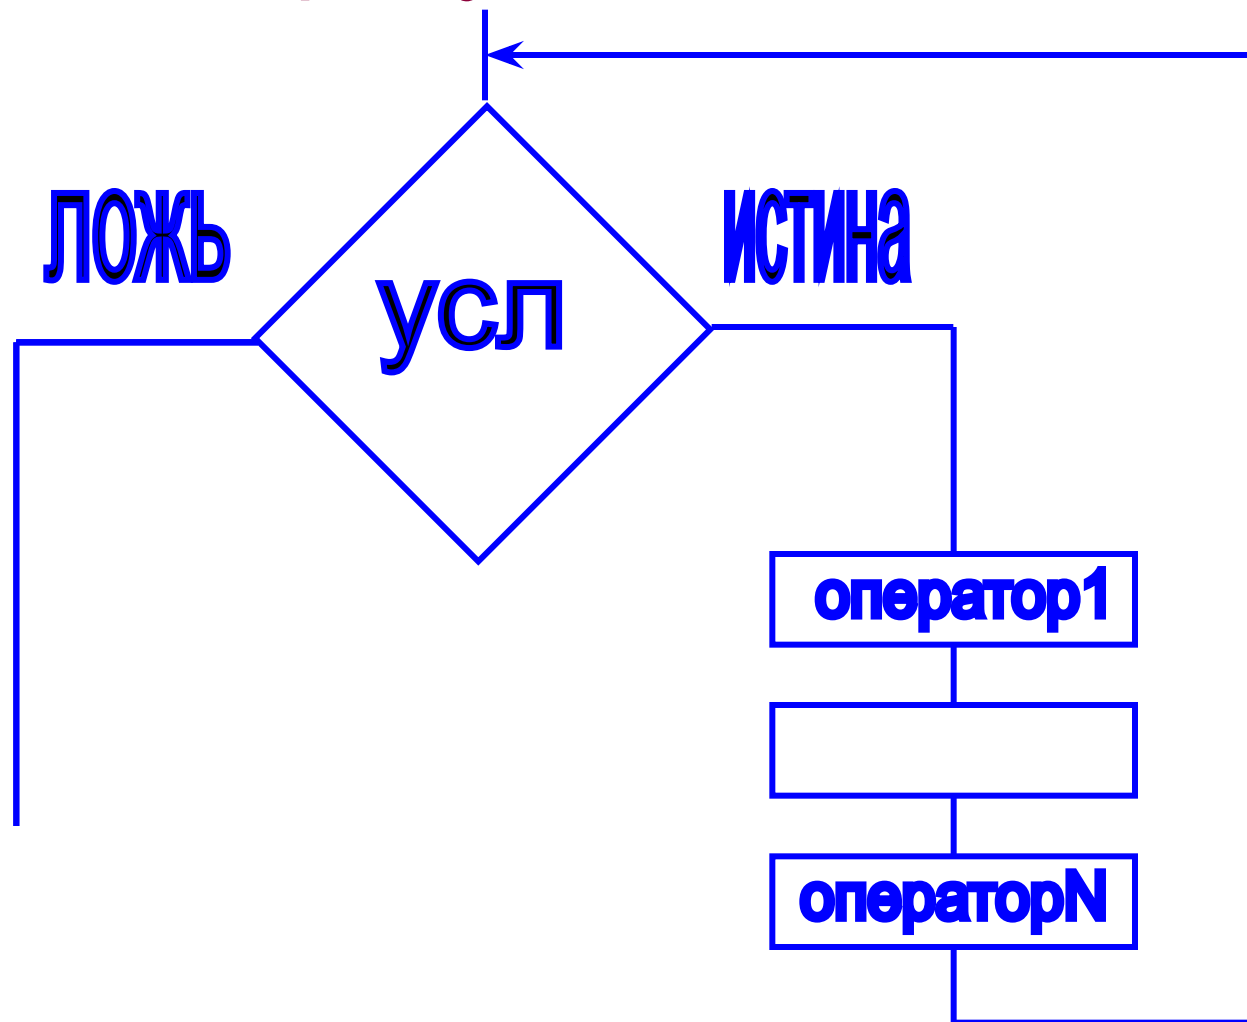 ложь
истина
усл
оператор1
операторN